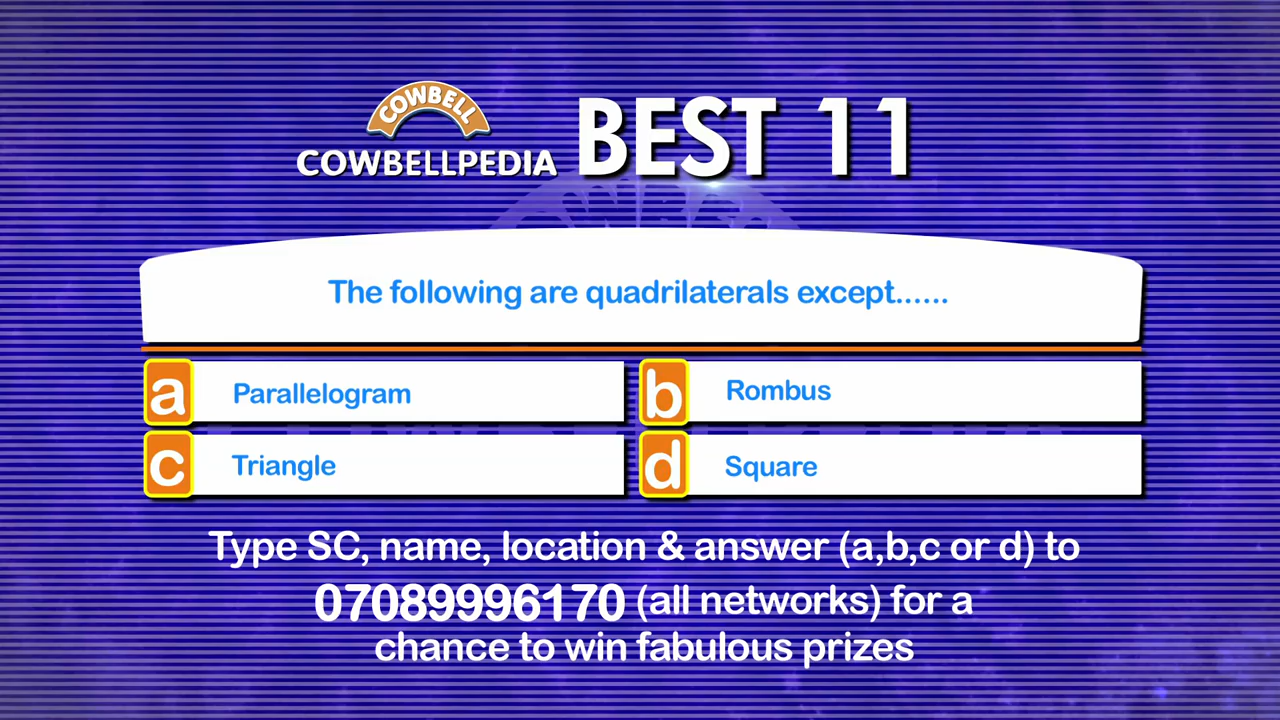 COWBELL
COWBELLPEDIA BEST 11
The following are quadrilaterals except......
a Parallelogram
b Rombus
c Triangle
d Square
Type SC, name, location & answer (a,b,c or d) to
07089996170 (all networks) for a
chance to win fabulous prizes